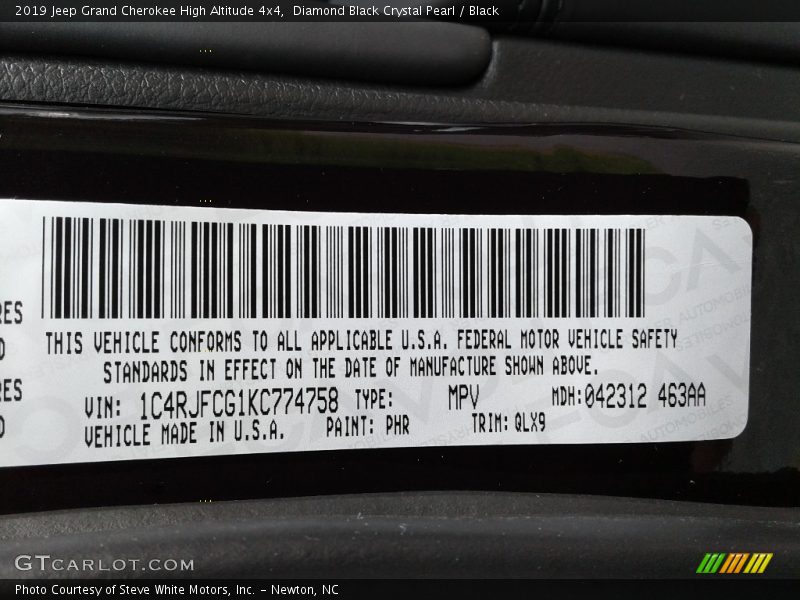 2019 Jeep Grand Cherokee High Altitude 4x4,  Diamond Black Crystal Pearl / Black
THIS VEHICLE CONFORMS TO ALL APPLICABLE U.S.A. FEDERAL MOTOR VEHICLE SAFETY
STANDARDS IN EFFECT ON THE DATE OF MANUFACTURE SHOWN ABOVE.
VIN: 1C4RJFCG1KC774758 TYPE: MPV MDH: 042312 463AA
VEHICLE MADE IN U.S.A. PAINT: PHR TRIM: QLX9
GTCARLOT.COM
Photo Courtesy of Steve White Motors, Inc. – Newton, NC